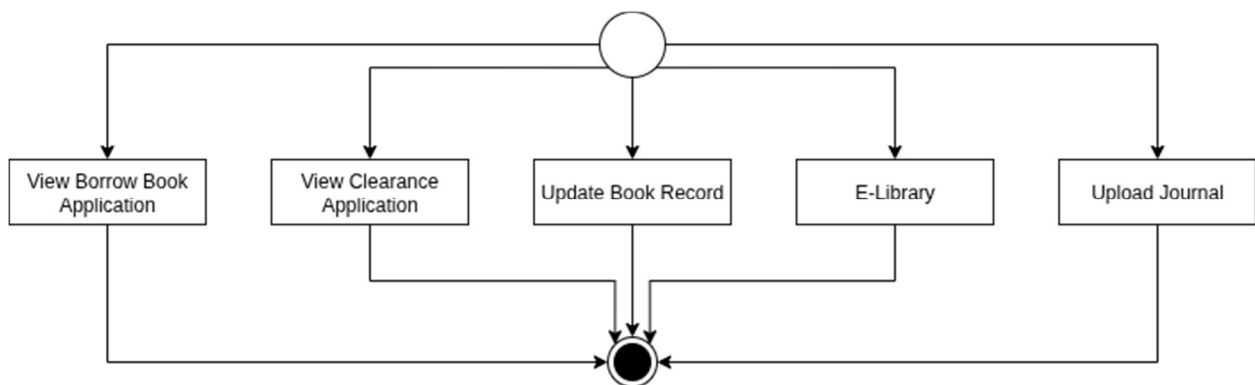 View Borrow Book
Application
View Clearance
Application
Update Book Record
E-Library
Upload Journal